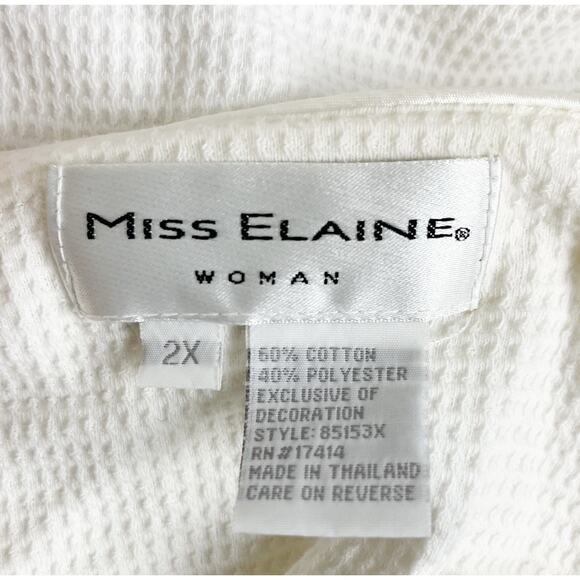 MISS ELAINE®
WOMAN
2X
60% COTTON
40% POLYESTER
EXCLUSIVE OF
DECORATION
STYLE: 85153X
RN#17414
MADE IN THAILAND
CARE ON REVERSE